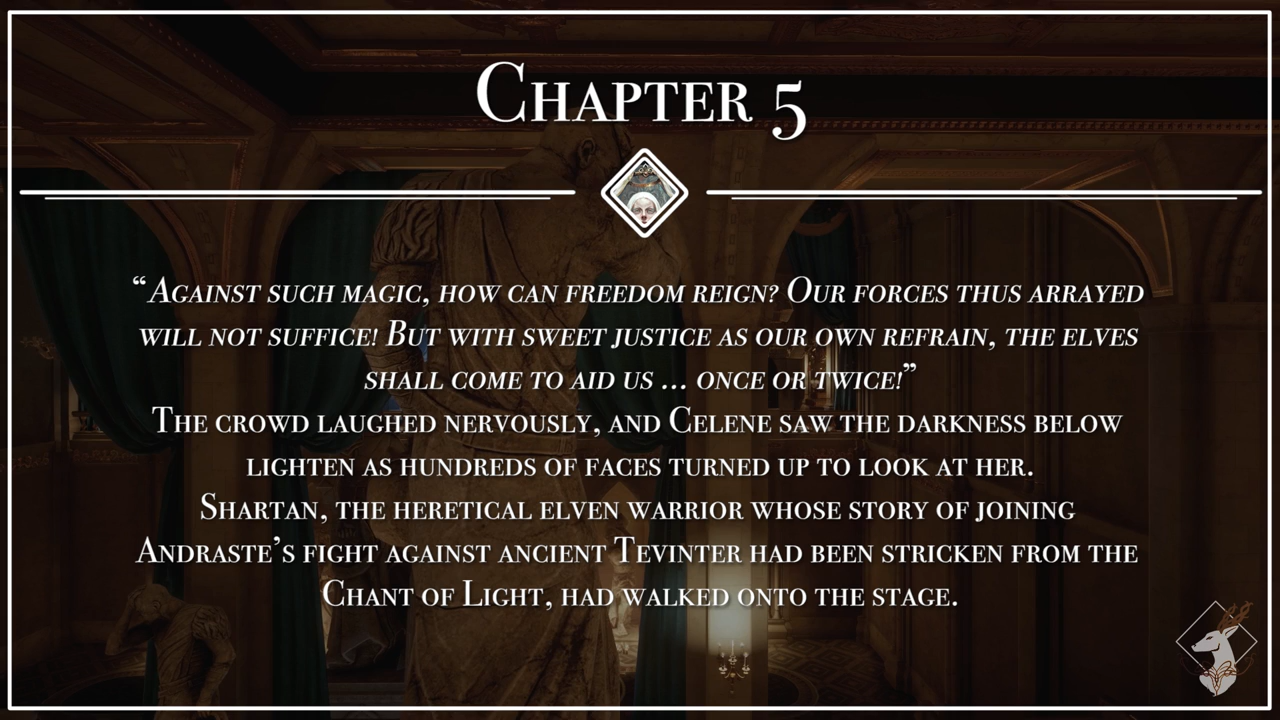 Chapter 5
“Against such magic, how can freedom reign? Our forces thus arrayed
will not suffice! But with sweet justice as our own refrain, the elves
shall come to aid us ... once or twice!”
The crowd laughed nervously, and Celene saw the darkness below
lighten as hundreds of faces turned up to look at her.
Shartan, the heretical elven warrior whose story of joining
Andraste’s fight against ancient Tevinter had been stricken from the
Chant of Light, had walked onto the stage.